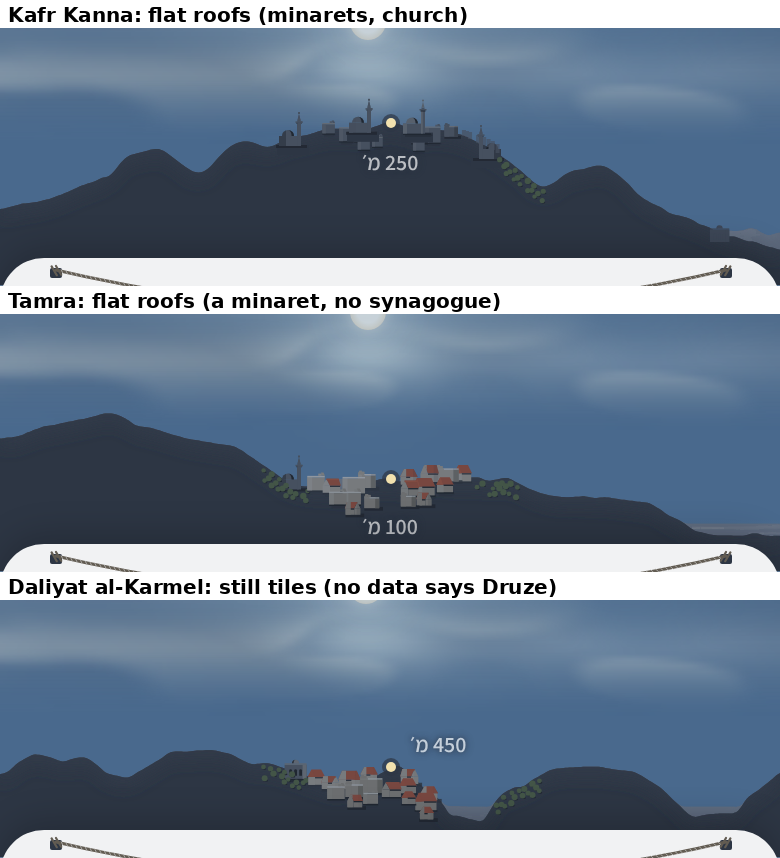 Kafr Kanna: flat roofs (minarets, church)
250 מ׳
Tamra: flat roofs (a minaret, no synagogue)
100 מ׳
Daliyat al-Karmel: still tiles (no data says Druze)
450 מ׳